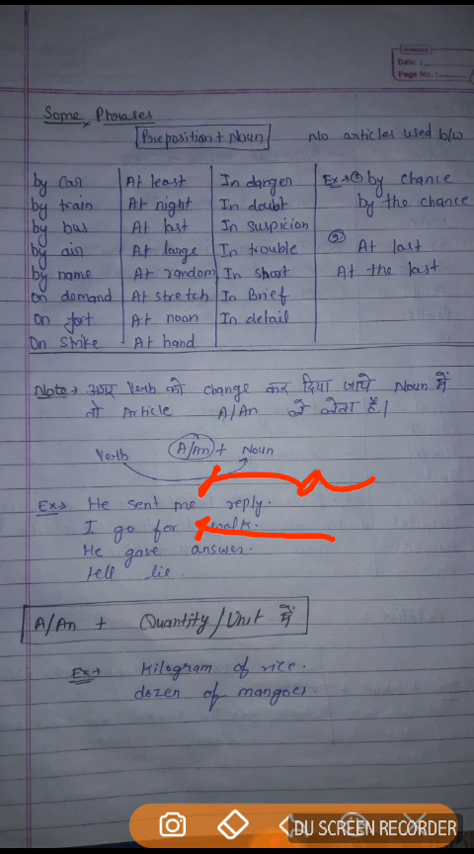 Date :
Page No. :
Some Phrases
Preposition + Noun
No articles used b/w
by car At least In danger Ex→ ① by chance
by train At night In doubt by the chance
by bus At last In suspicion
by air At large In trouble ② At last
by name At random In short At the last
on demand At stretch In Brief
on foot At noon In detail
On strike At hand
Note→ अगर verb को change कर दिया जाये Noun में
तो Article A/An ले लेता है।
Verb A/An + Noun
Ex→ He sent me reply.
I go for walk.
He gave answer.
tell lie.
A/An + Quantity/Unit में
Ex→ Kilogram of rice.
dozen of mangoes.
DU SCREEN RECORDER